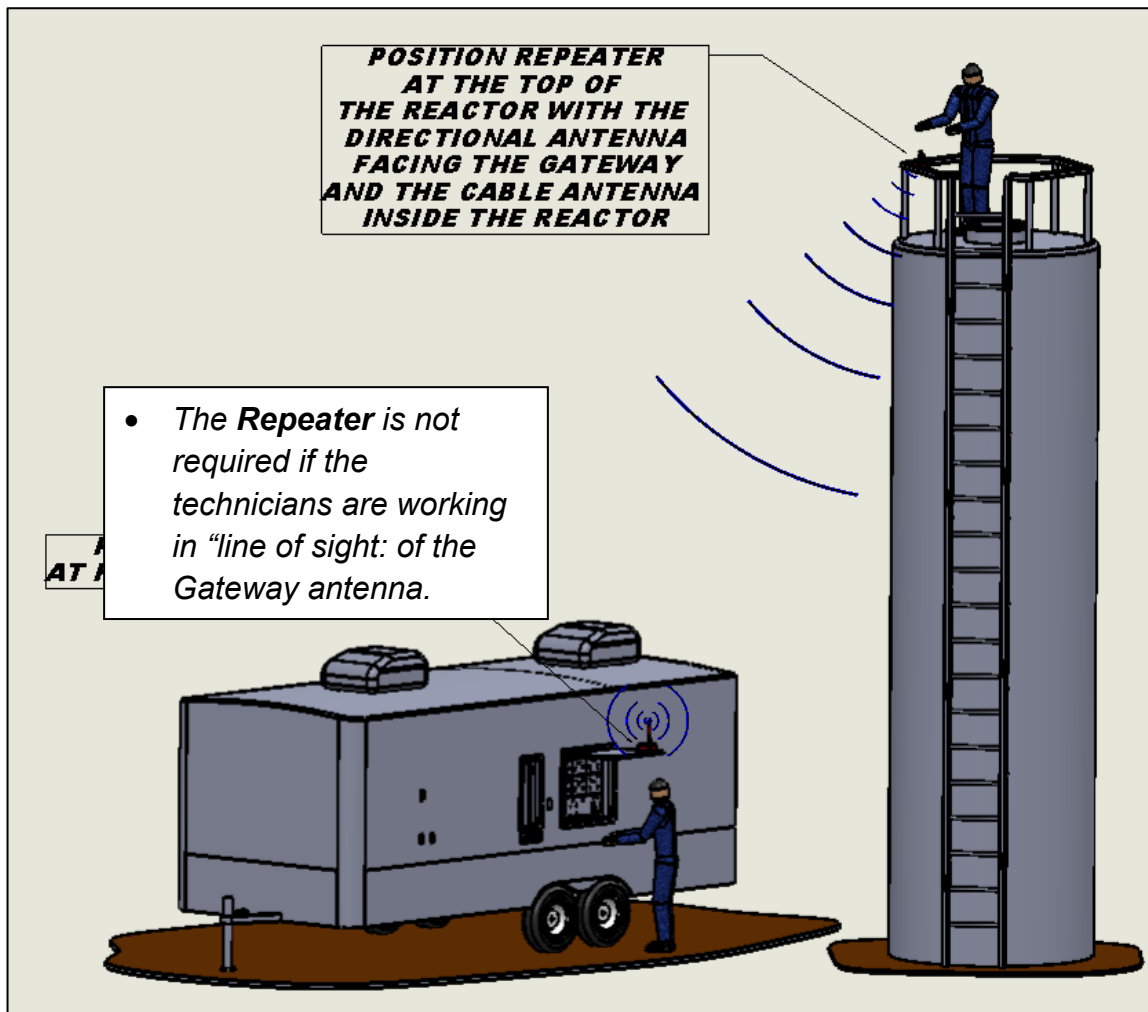 POSITION REPEATER
AT THE TOP OF
THE REACTOR WITH THE
DIRECTIONAL ANTENNA
FACING THE GATEWAY
AND THE CABLE ANTENNA
INSIDE THE REACTOR
• The Repeater is not
required if the
technicians are working
in “line of sight: of the
Gateway antenna.
AT